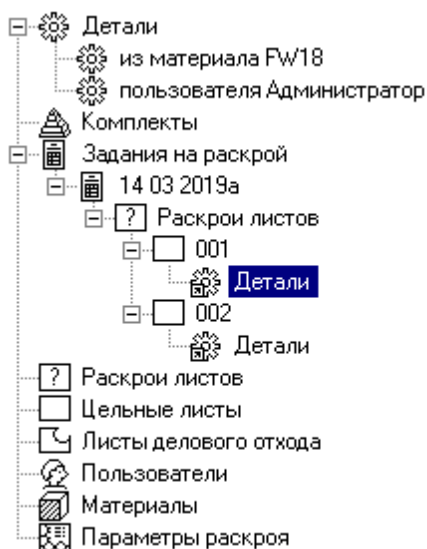 Детали
из материала FW18
пользователя Администратор
Комплекты
Задания на раскрой
14 03 2019а
? Раскрои листов
001
Детали
002
Детали
? Раскрои листов
Цельные листы
Листы делового отхода
Пользователи
Материалы
Параметры раскроя